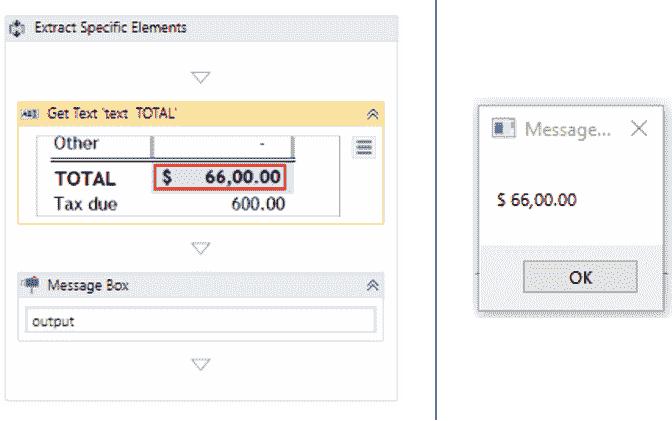 Extract Specific Elements
Get Text 'text TOTAL'
Other -
TOTAL $ 66,00.00
Tax due 600.00
Message Box
output
Message...
$ 66,00.00
OK